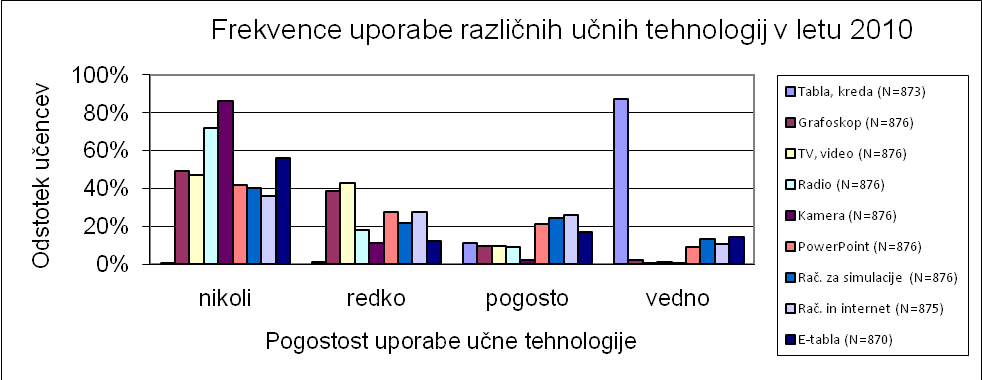 Frekvence uporabe različnih učnih tehnologij v letu 2010
Odstotek učencev
100%
80%
60%
40%
20%
0%
nikoli
redko
pogosto
vedno
Pogostost uporabe učne tehnologije
Tabla, kreda (N=873)
Grafoskop (N=876)
TV, video (N=876)
Radio (N=876)
Kamera (N=876)
PowerPoint (N=876)
Rač. za simulacije (N=876)
Rač. in internet (N=875)
E-tabla (N=870)